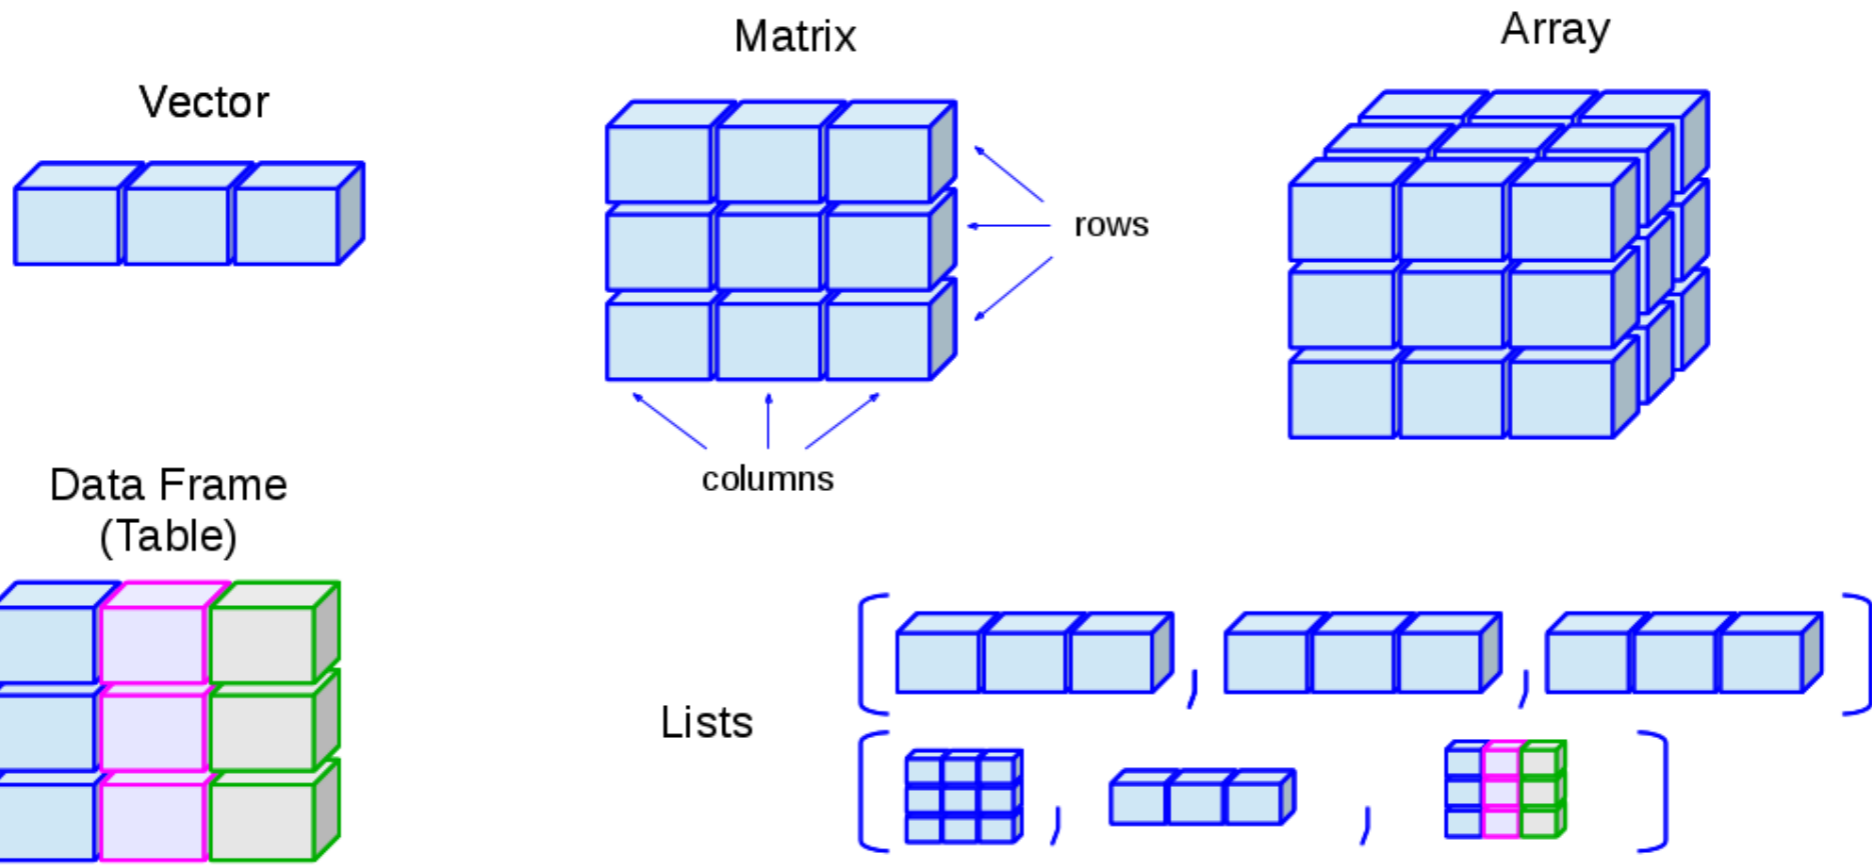 Vector
Matrix
Array
rows
columns
Data Frame
(Table)
Lists